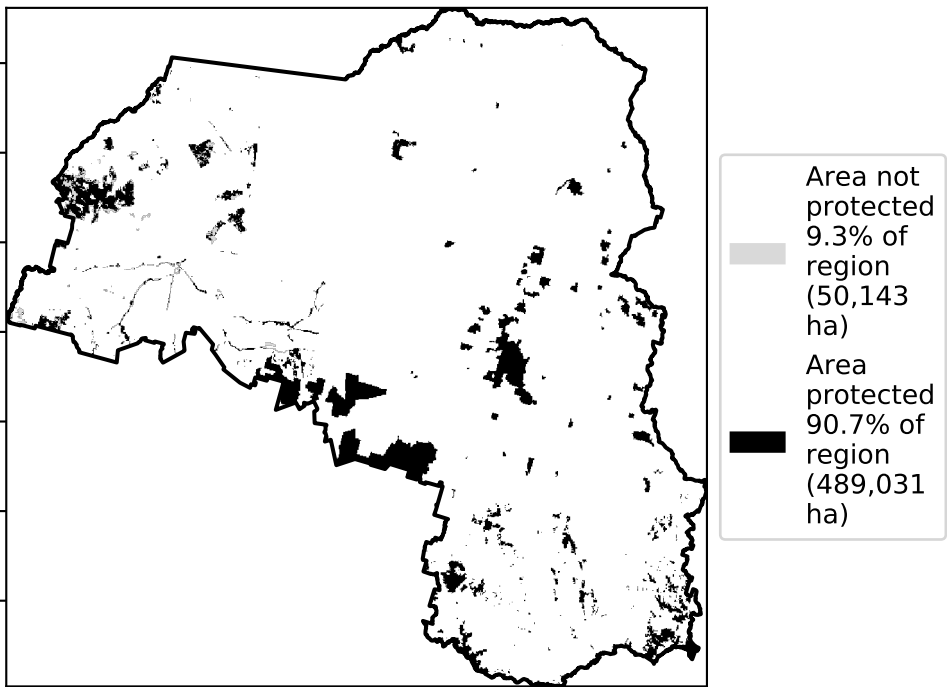 Area not
protected
9.3% of
region
(50,143
ha)
Area
protected
90.7% of
region
(489,031
ha)